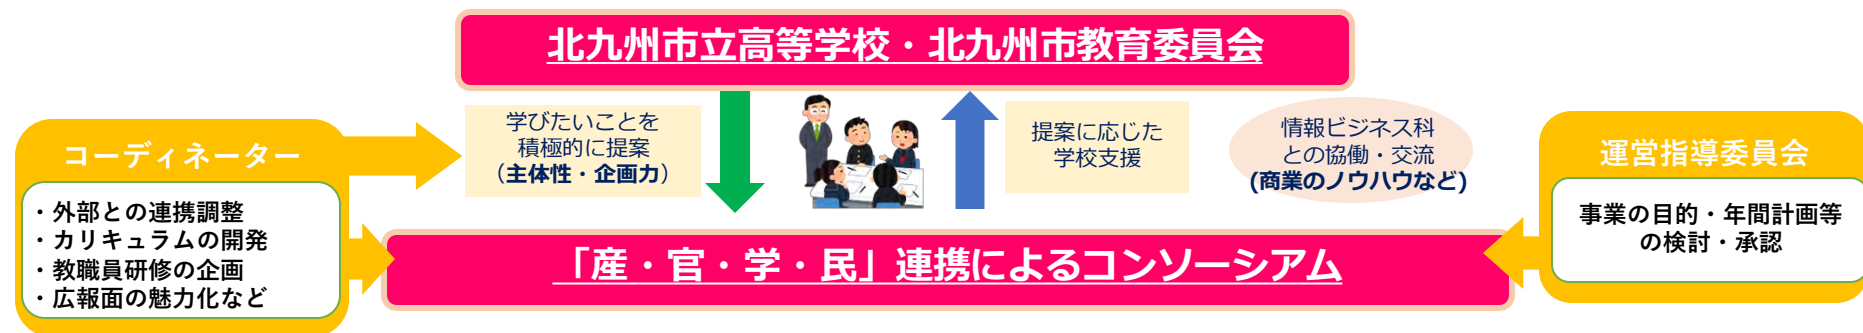 北九州市立高等学校・北九州市教育委員会
コーディネーター
・外部との連携調整
・カリキュラムの開発
・教職員研修の企画
・広報面の魅力化など
学びたいことを
積極的に提案
（主体性・企画力）
提案に応じた
学校支援
情報ビジネス科
との協働・交流
(商業のノウハウなど)
運営指導委員会
事業の目的・年間計画等
の検討・承認
「産・官・学・民」連携によるコンソーシアム